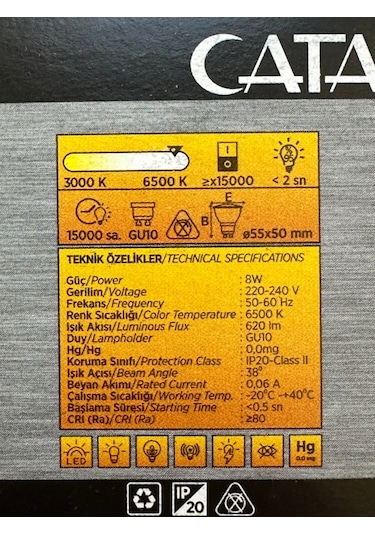 CATA
3000 K 6500 K ≥x15000 < 2 sn
15000 sa. GU10 B E ø55x50 mm
TEKNİK ÖZELİKLER/TECHNICAL SPECIFICATIONS
Güç/Power : 8W
Gerilim/Voltage : 220-240 V
Frekans/Frequency : 50-60 Hz
Renk Sıcaklığı/Color Temperature : 6500 K
Işık Akısı/Luminous Flux : 620 lm
Duy/Lampholder : GU10
Hg/Hg : 0,0mg
Koruma Sınıfı/Protection Class : IP20-Class II
Işık Açısı/Beam Angle : 38°
Beyan Akımı/Rated Current : 0,06 A
Çalışma Sıcaklığı/Working Temp. : -20°C -+40°C
Başlama Süresi/Starting Time : <0.5 sn
CRI (Ra)/CRI (Ra) : ≥80
LED Hg
0.0 mg
IP
20